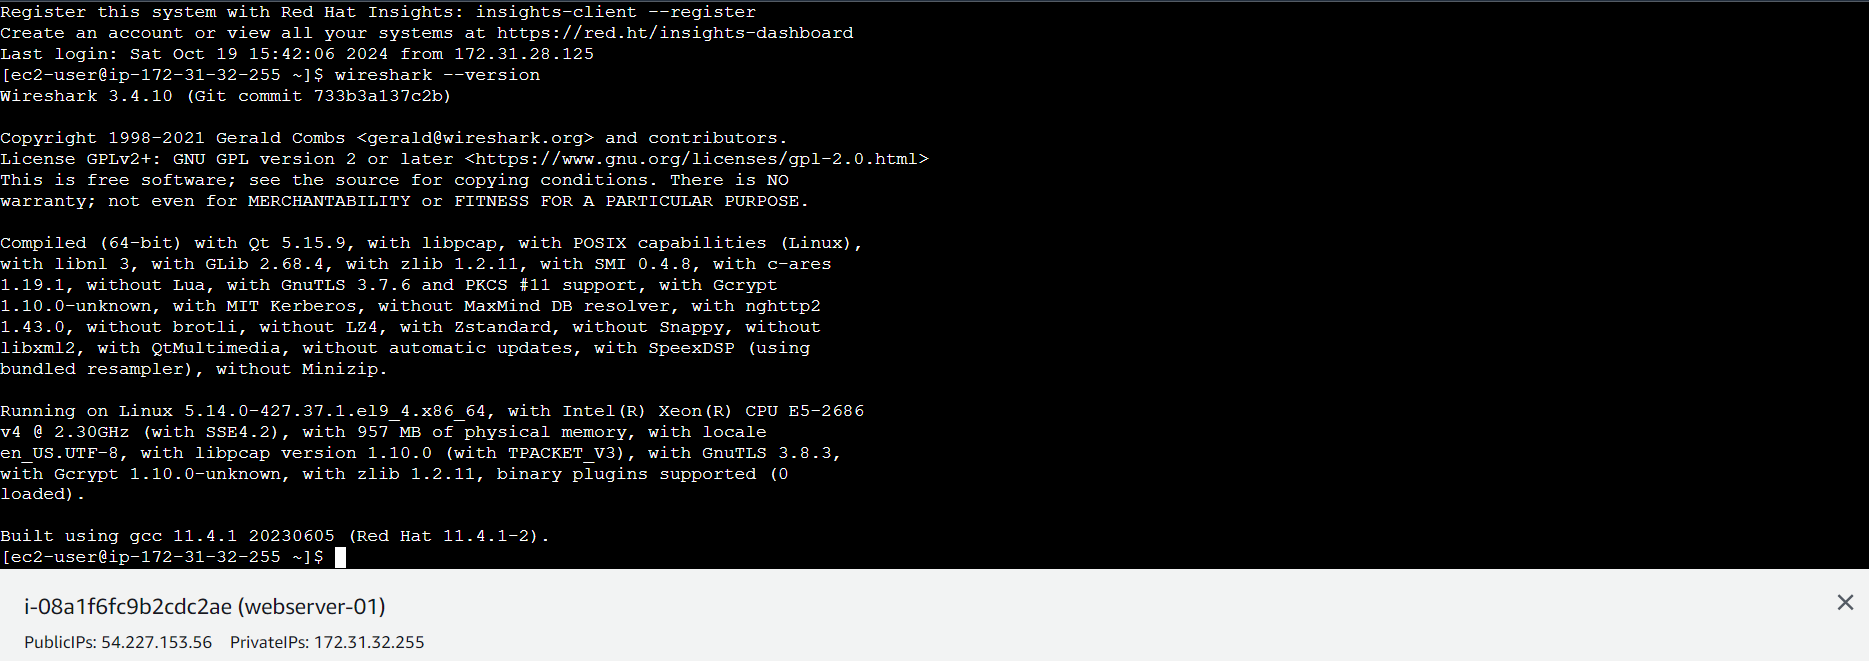 Register this system with Red Hat Insights: insights-client --register
Create an account or view all your systems at https://red.ht/insights-dashboard
Last login: Sat Oct 19 15:42:06 2024 from 172.31.28.125
[ec2-user@ip-172-31-32-255 ~]$ wireshark --version
Wireshark 3.4.10 (Git commit 733b3a137c2b)
Copyright 1998-2021 Gerald Combs <gerald@wireshark.org> and contributors.
License GPLv2+: GNU GPL version 2 or later <https://www.gnu.org/licenses/gpl-2.0.html>
This is free software; see the source for copying conditions. There is NO
warranty; not even for MERCHANTABILITY or FITNESS FOR A PARTICULAR PURPOSE.
Compiled (64-bit) with Qt 5.15.9, with libpcap, with POSIX capabilities (Linux),
with libnl 3, with GLib 2.68.4, with zlib 1.2.11, with SMI 0.4.8, with c-ares
1.19.1, without Lua, with GnuTLS 3.7.6 and PKCS #11 support, with Gcrypt
1.10.0-unknown, with MIT Kerberos, without MaxMind DB resolver, with nghttp2
1.43.0, without brotli, without LZ4, with Zstandard, without Snappy, without
libxml2, with QtMultimedia, without automatic updates, with SpeexDSP (using
bundled resampler), without Minizip.
Running on Linux 5.14.0-427.37.1.el9_4.x86_64, with Intel(R) Xeon(R) CPU E5-2686
v4 @ 2.30GHz (with SSE4.2), with 957 MB of physical memory, with locale
en_US.UTF-8, with libpcap version 1.10.0 (with TPACKET_V3), with GnuTLS 3.8.3,
with Gcrypt 1.10.0-unknown, with zlib 1.2.11, binary plugins supported (0
loaded).
Built using gcc 11.4.1 20230605 (Red Hat 11.4.1-2).
[ec2-user@ip-172-31-32-255 ~]$
i-08a1f6fc9b2cdc2ae (webserver-01)
PublicIPs: 54.227.153.56 PrivateIPs: 172.31.32.255